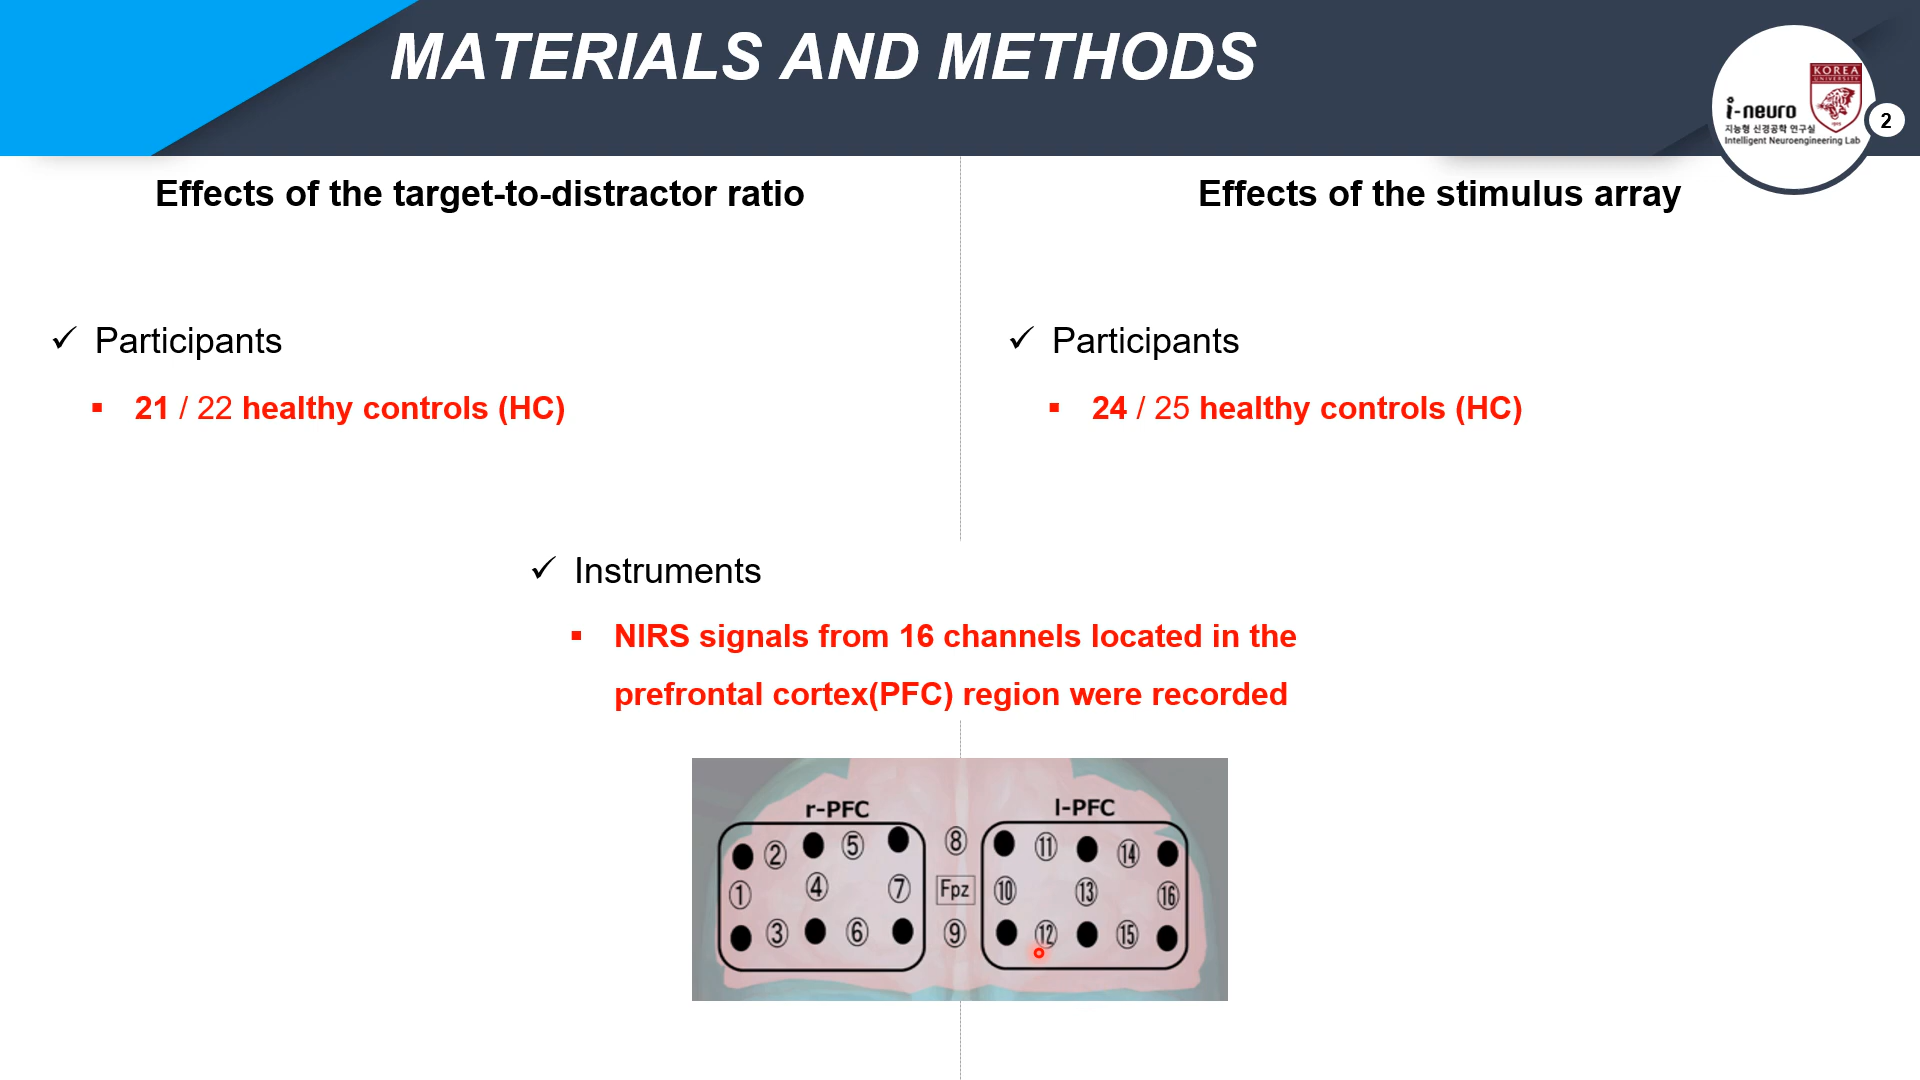 MATERIALS AND METHODS
KOREA
UNIVERSITY
i-neuro
지능형 신경공학 연구실
Intelligent Neuroengineering Lab
2
Effects of the target-to-distractor ratio
✓ Participants
▪ 21 / 22 healthy controls (HC)
Effects of the stimulus array
✓ Participants
▪ 24 / 25 healthy controls (HC)
✓ Instruments
▪ NIRS signals from 16 channels located in the
prefrontal cortex(PFC) region were recorded
r-PFC l-PFC
② ⑤ ⑧ ⑪ ⑭
① ④ ⑦ Fpz ⑩ ⑬ ⑯
③ ⑥ ⑨ ⑫ ⑮